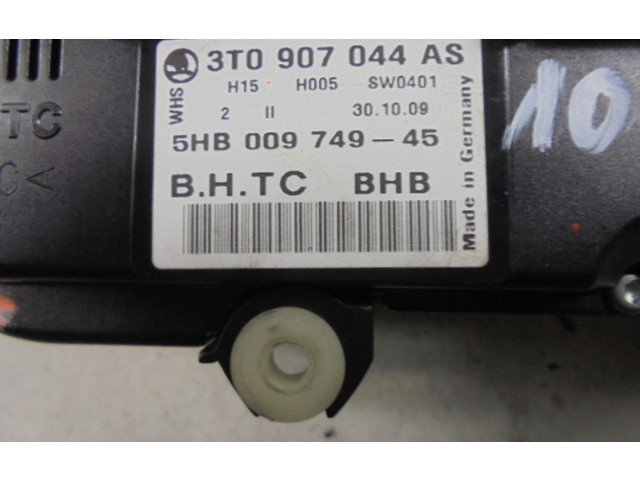 3T0 907 044 AS
WHS
H15 H005 SW0401
2 II 30.10.09
5HB 009 749-45
B.H.TC BHB
Made in Germany
10
TC
C<